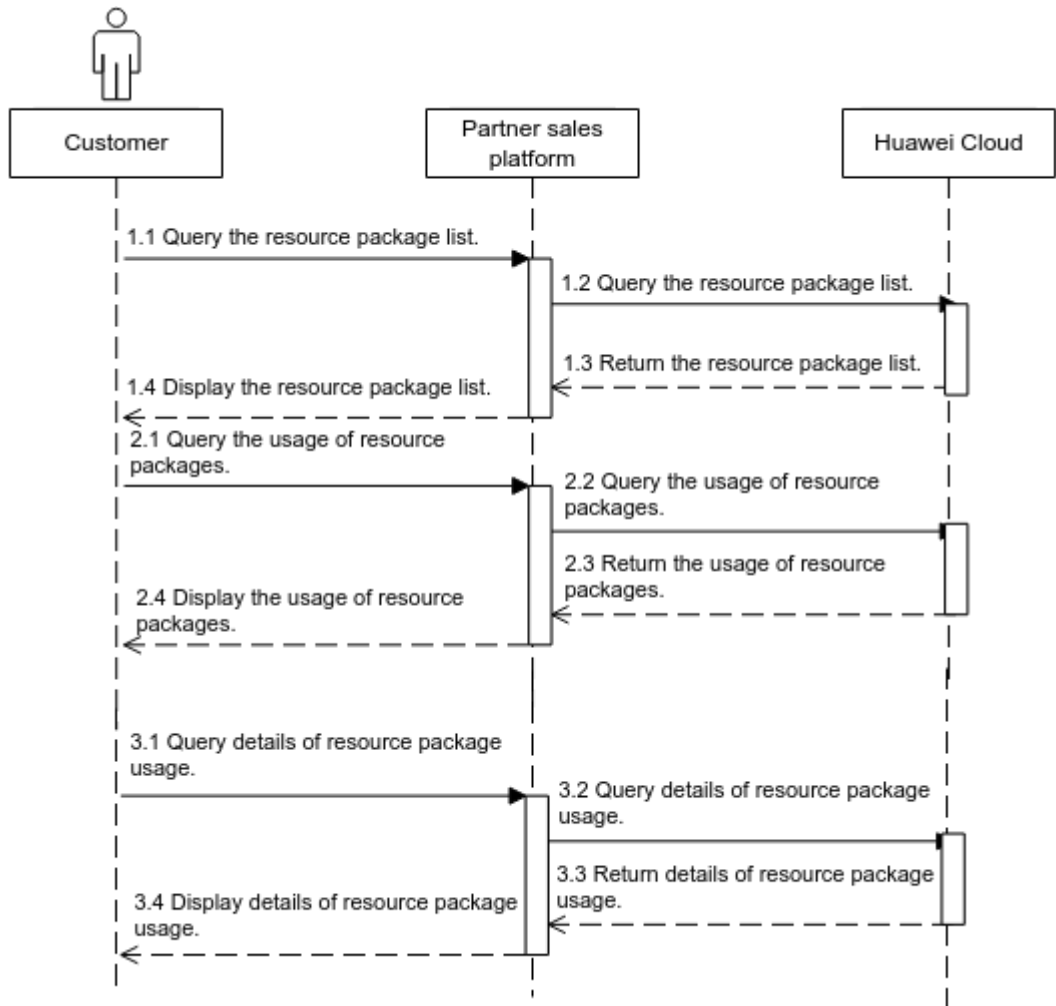 Customer
Partner sales
platform
Huawei Cloud
1.1 Query the resource package list.
1.2 Query the resource package list.
1.3 Return the resource package list.
1.4 Display the resource package list.
2.1 Query the usage of resource
packages.
2.2 Query the usage of resource
packages.
2.3 Return the usage of resource
packages.
2.4 Display the usage of resource
packages.
3.1 Query details of resource package
usage.
3.2 Query details of resource package
usage.
3.3 Return details of resource package
usage.
3.4 Display details of resource package
usage.